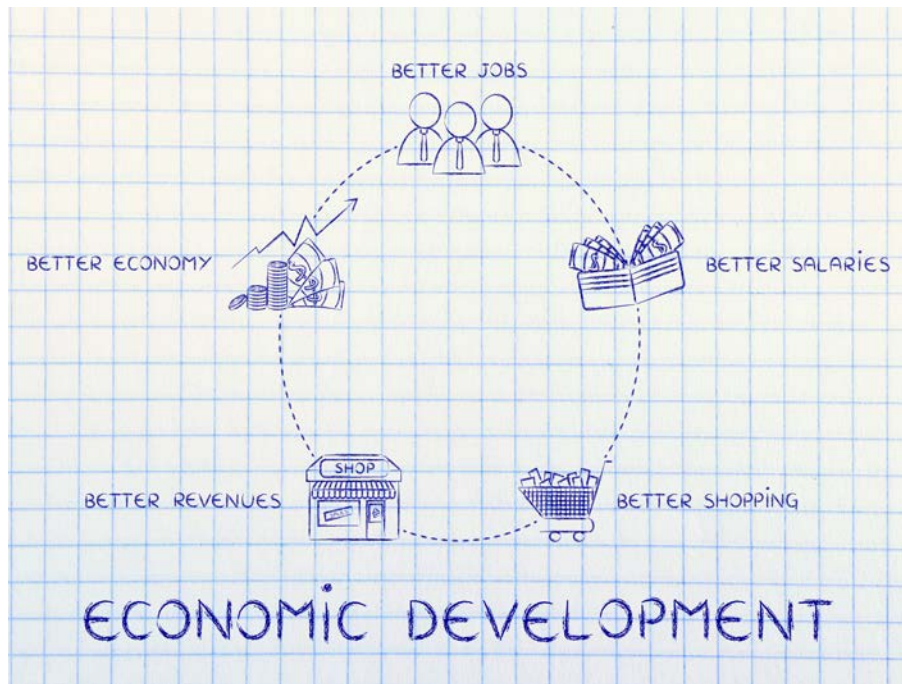 BETTER JOBS
BETTER ECONOMY
BETTER SALARIES
SHOP
BETTER REVENUES
BETTER SHOPPING
ECONOMIC DEVELOPMENT